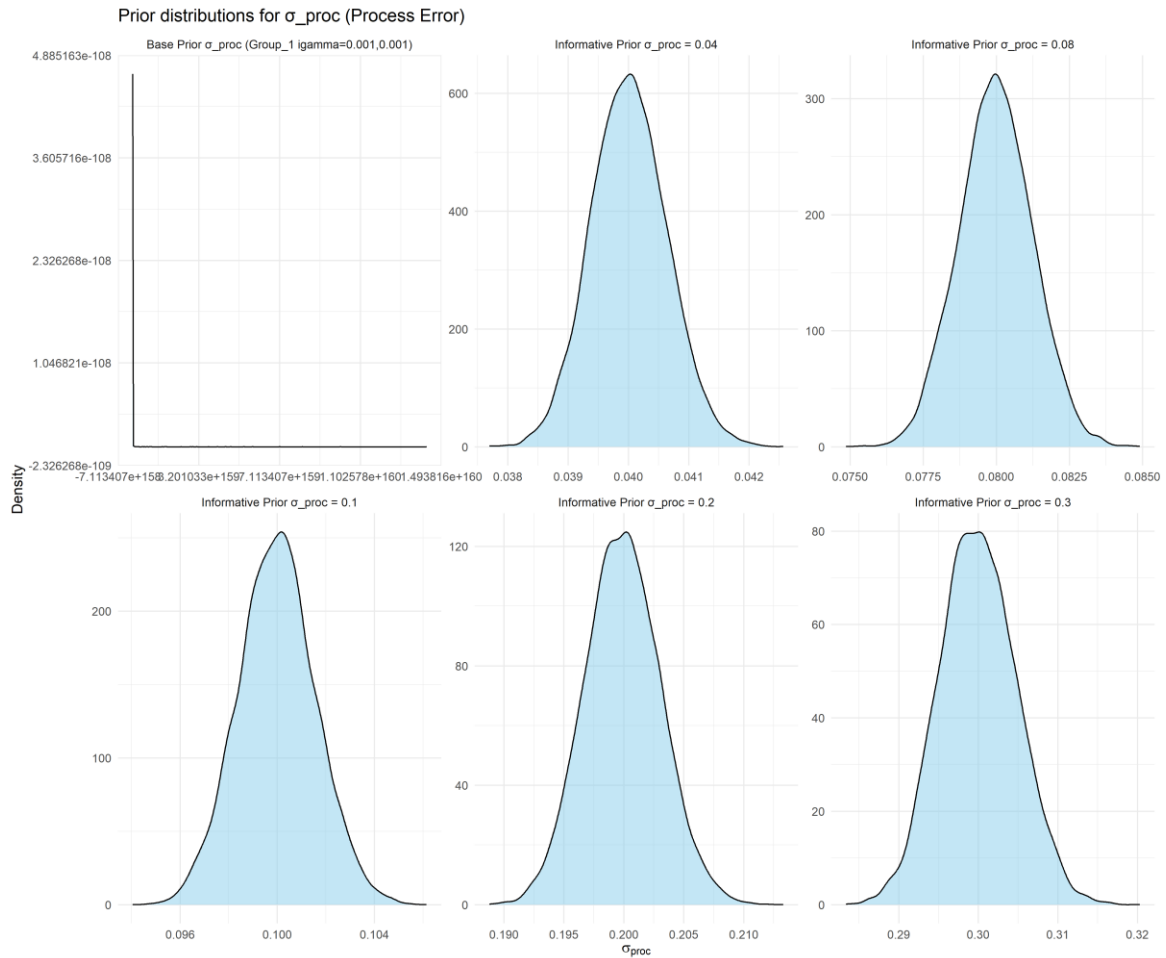 Prior distributions for σ_proc (Process Error)
Base Prior σ_proc (Group_1 igamma=0.001,0.001)
Informative Prior σ_proc = 0.04
Informative Prior σ_proc = 0.08
4.885163e-108
3.605716e-108
2.326268e-108
1.046821e-108
-2.326268e-109
600
400
200
0
300
200
100
0
0.038 0.039 0.040 0.041 0.042
0.0750 0.0775 0.0800 0.0825 0.0850
Density
Informative Prior σ_proc = 0.1
Informative Prior σ_proc = 0.2
Informative Prior σ_proc = 0.3
200
100
0
120
80
40
0
80
60
40
20
0
0.096 0.100 0.104
0.190 0.195 0.200 0.205 0.210
0.29 0.30 0.31 0.32
σproc